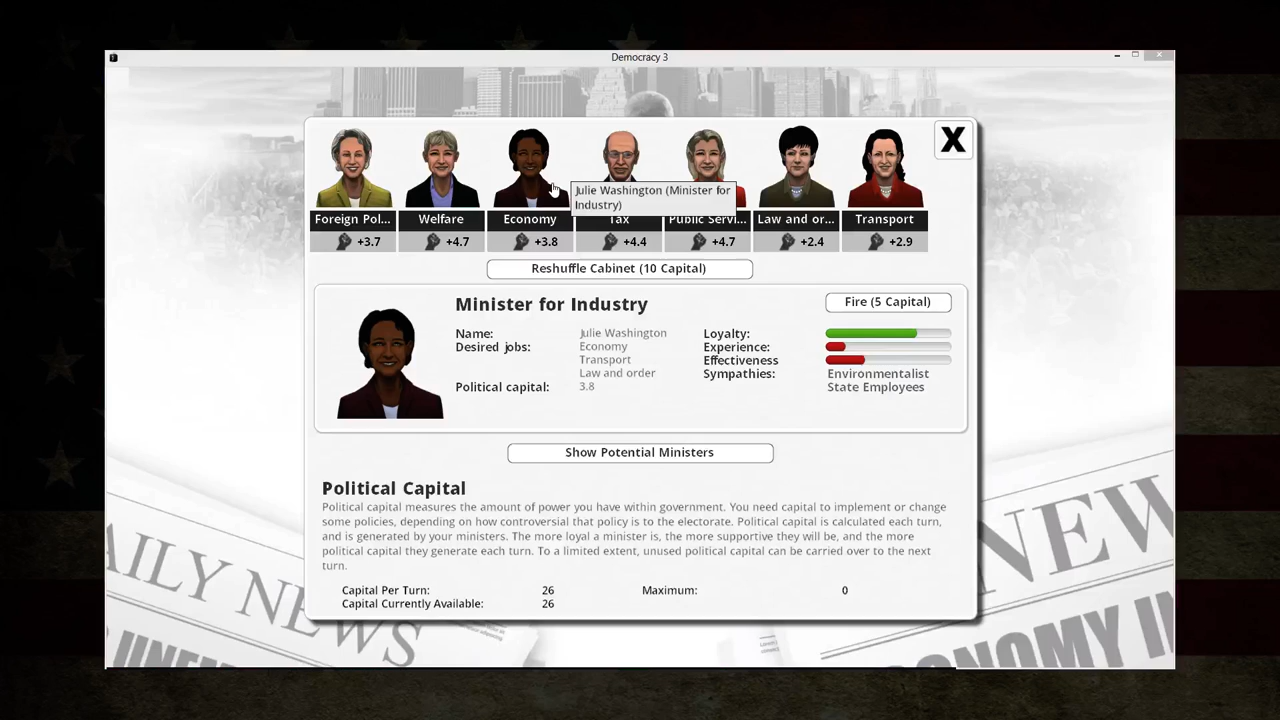 Democracy 3
X
Julie Washington (Minister for
Industry)
Foreign Pol...
Welfare
Economy
Tax
Public Servi...
Law and or...
Transport
+3.7
+4.7
+3.8
+4.4
+4.7
+2.4
+2.9
Reshuffle Cabinet (10 Capital)
Minister for Industry
Fire (5 Capital)
Name: Julie Washington
Desired jobs: Economy
Transport
Law and order
Political capital: 3.8
Loyalty:
Experience:
Effectiveness
Sympathies: Environmentalist
State Employees
Show Potential Ministers
Political Capital
Political capital measures the amount of power you have within government. You need capital to implement or change
some policies, depending on how controversial that policy is to the electorate. Political capital is calculated each turn,
and is generated by your ministers. The more loyal a minister is, the more supportive they will be, and the more
political capital they generate each turn. To a limited extent, unused political capital can be carried over to the next
turn.
Capital Per Turn: 26 Maximum: 0
Capital Currently Available: 26
AILY NEWS
NEW
ONOMY I